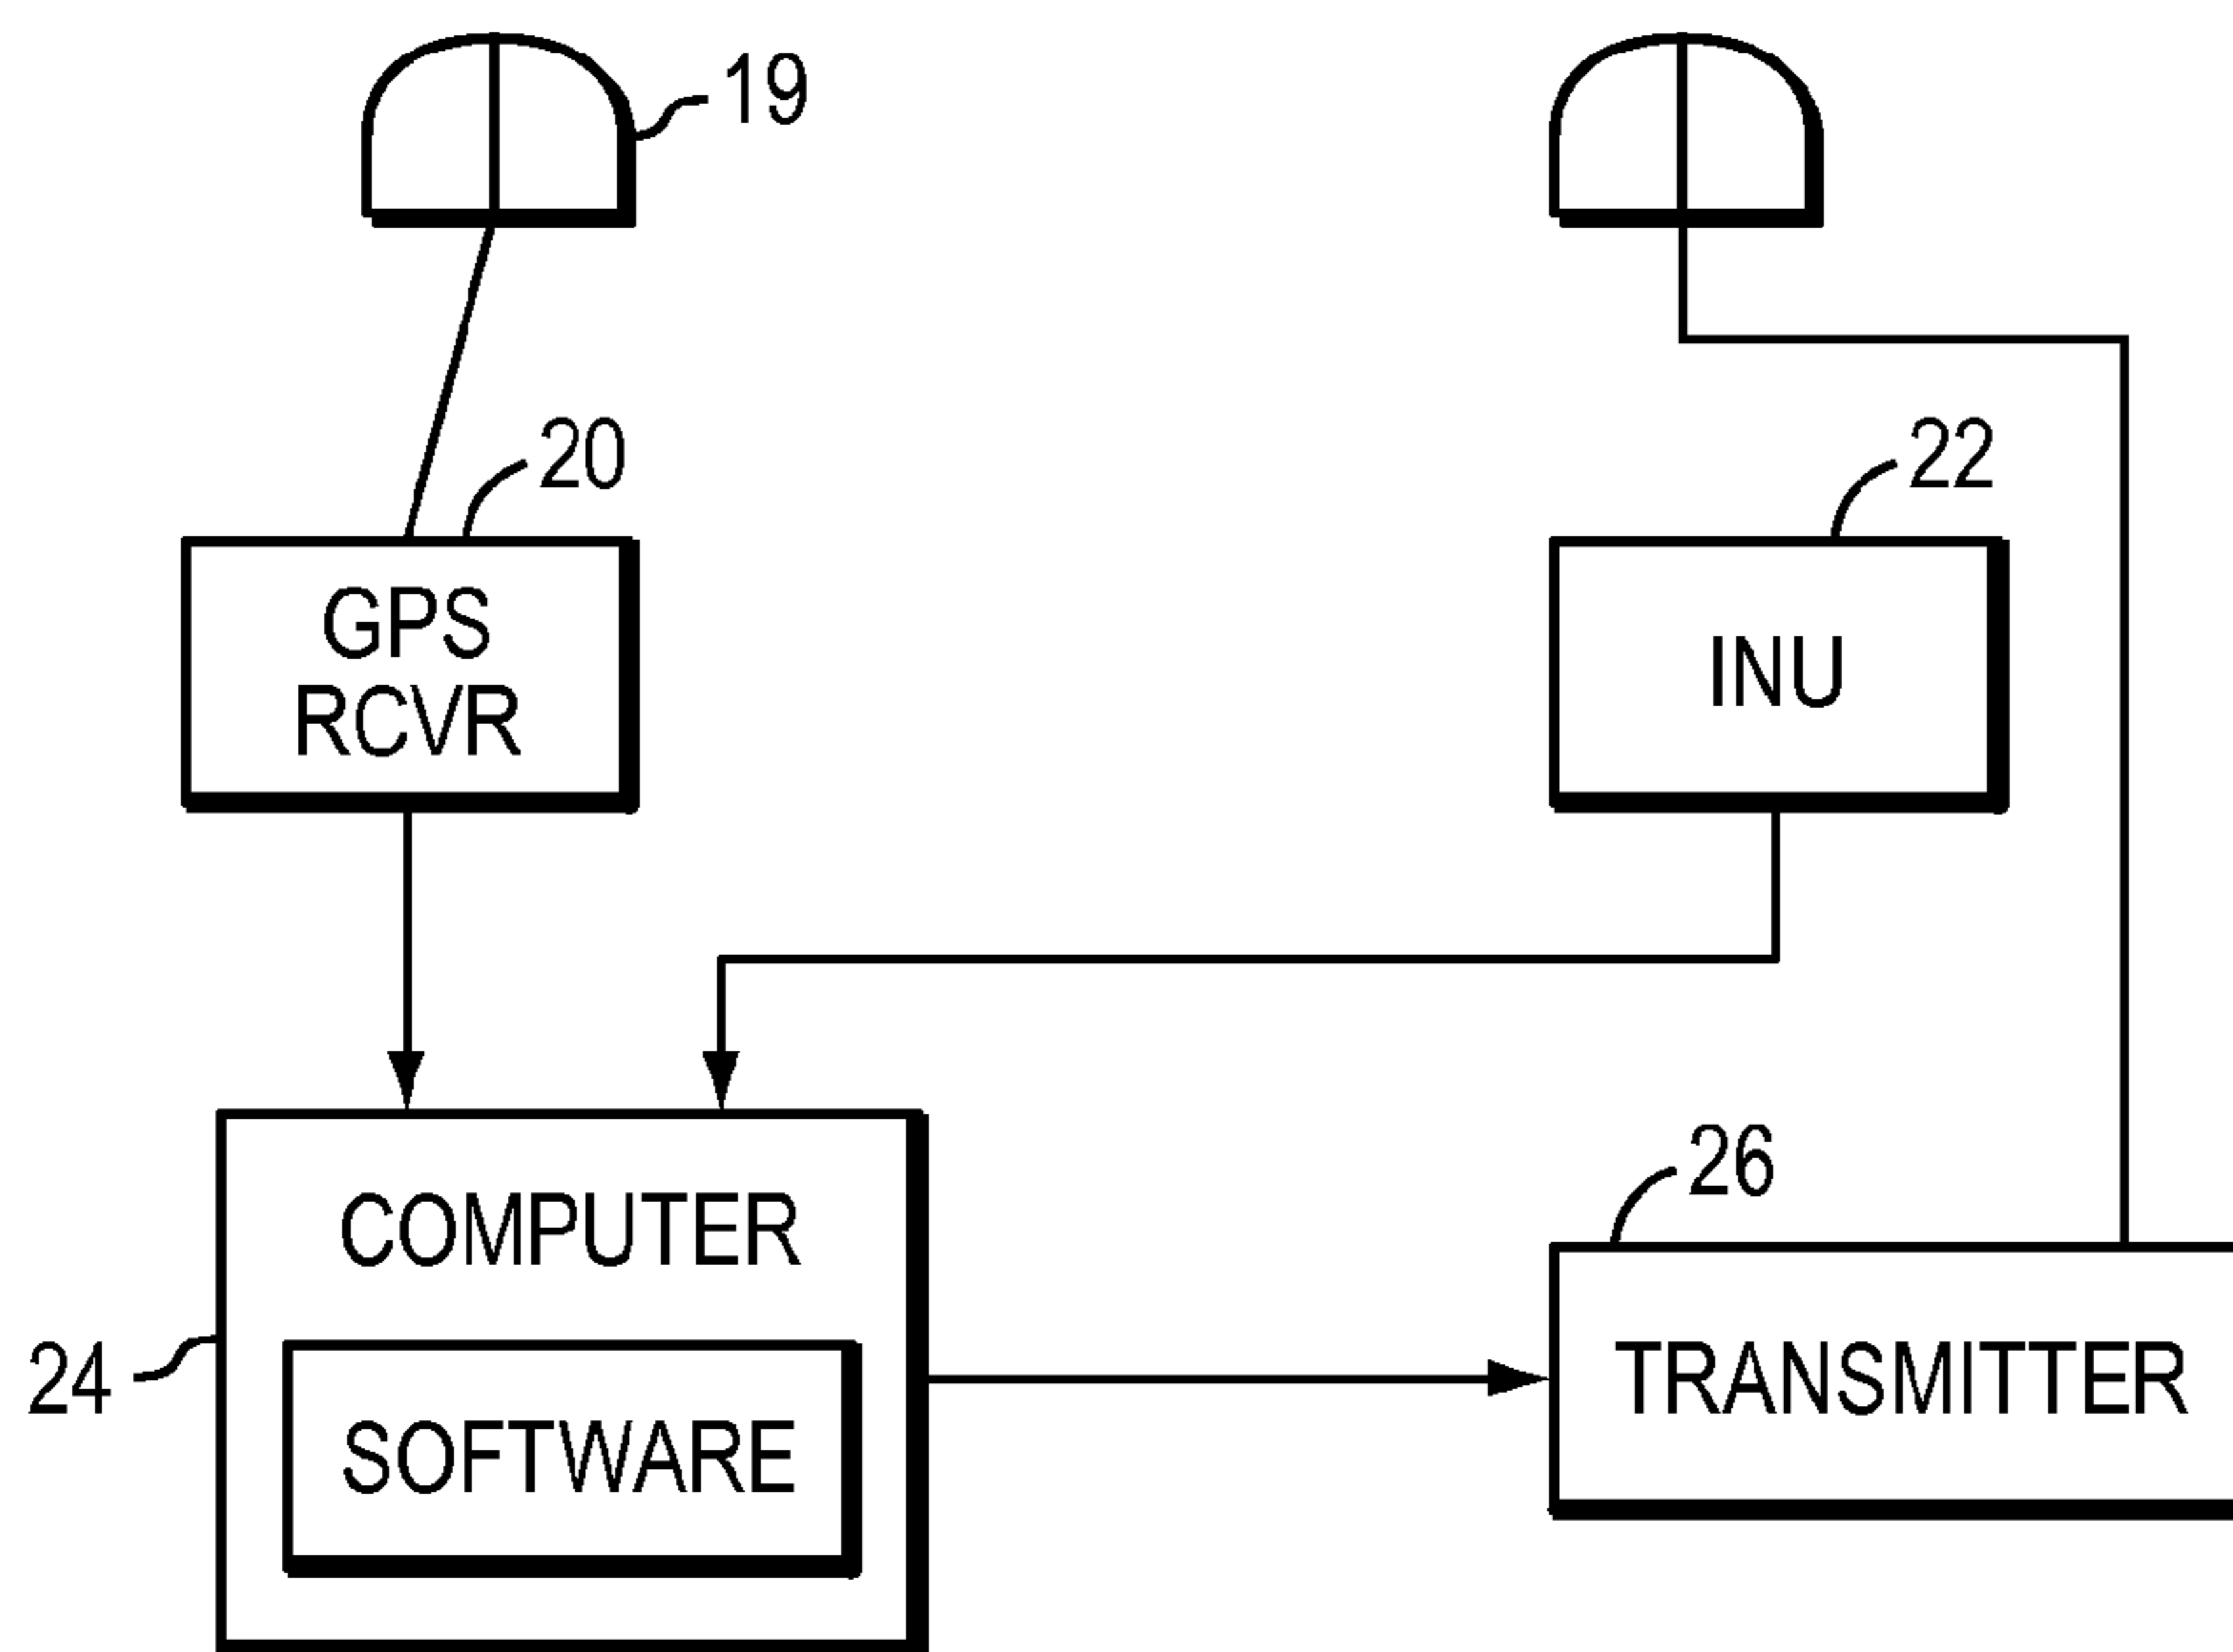 19
20
22
GPS
RCVR
INU
26
COMPUTER
24
TRANSMITTER
SOFTWARE